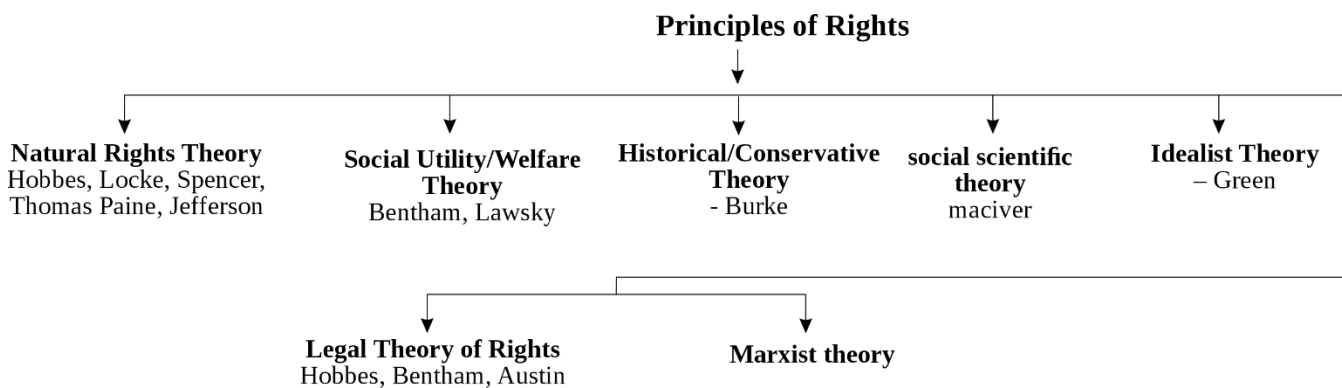 Principles of Rights
Natural Rights Theory
Hobbes, Locke, Spencer,
Thomas Paine, Jefferson
Social Utility/Welfare
Theory
Bentham, Lawsky
Historical/Conservative
Theory
- Burke
social scientific
theory
maciver
Idealist Theory
– Green
Legal Theory of Rights
Hobbes, Bentham, Austin
Marxist theory